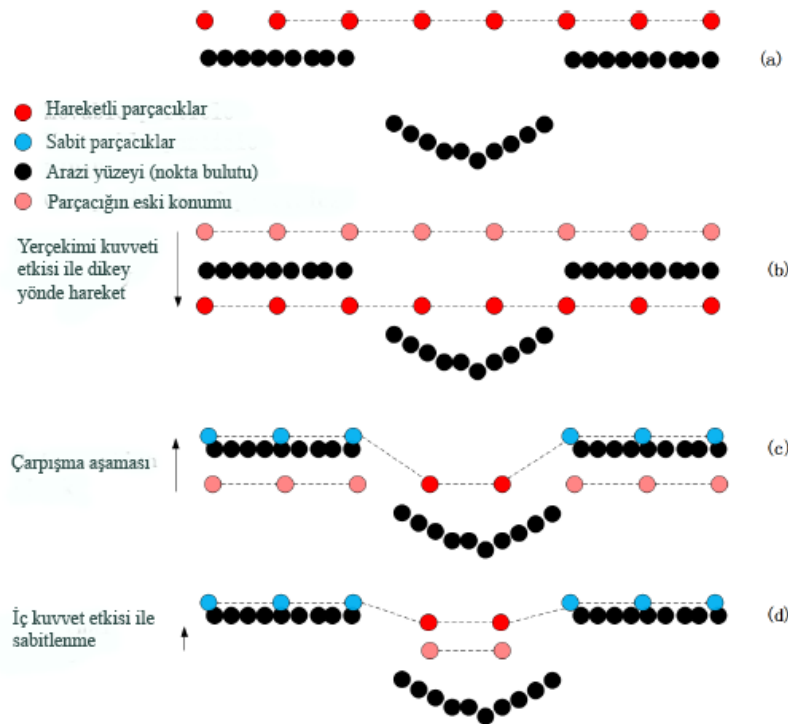 (a)
Hareketli parçacıklar
Sabit parçacıklar
Arazi yüzeyi (nokta bulutu)
Parçacığın eski konumu
Yerçekimi kuvveti
etkisi ile dikey
yönde hareket
(b)
Çarpışma aşaması
(c)
İç kuvvet etkisi ile
sabitlenme
(d)